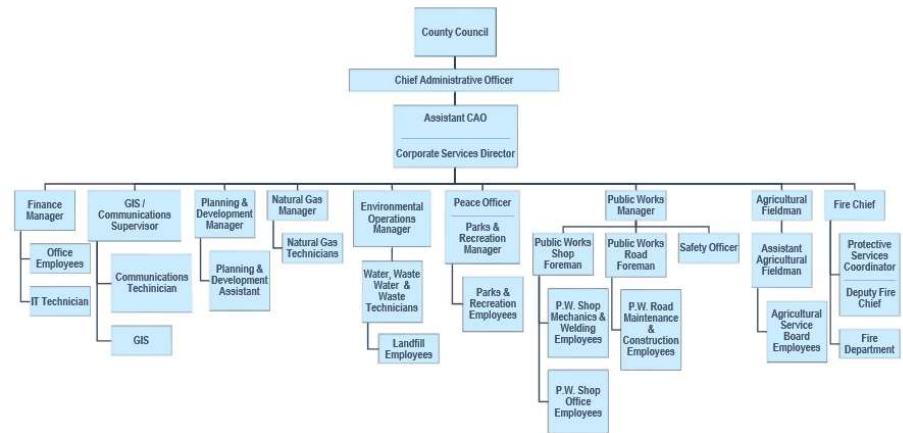 County Council
Chief Administrative Officer
Assistant CAO
Corporate Services Director
Finance
Manager
Office
Employees
IT Technician
GIS /
Communications
Supervisor
Communications
Techinician
GIS
Planning &
Development
Manager
Planning &
Development
Assistant
Natural Gas
Manager
Natural Gas
Technicians
Environmental
Operations
Manager
Water, Waste
Water &
Waste
Technicians
Landfill
Employees
Peace Officer
Parks &
Recreation
Manager
Parks &
Recreation
Employees
Public Works
Manager
Public Works
Shop
Foreman
P.W. Shop
Mechanics &
Welding
Employees
P.W. Shop
Office
Employees
Public Works
Road
Foreman
P.W. Road
Maintenance
&
Construction
Employees
Safety Officer
Agricultural
Fieldman
Assistant
Agricultural
Fieldman
Agricultural
Service
Board
Employees
Fire Chief
Protective
Services
Coordinator
Deputy Fire
Chief
Fire
Department